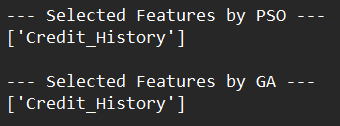 --- Selected Features by PSO ---
['Credit_History']
--- Selected Features by GA ---
['Credit_History']